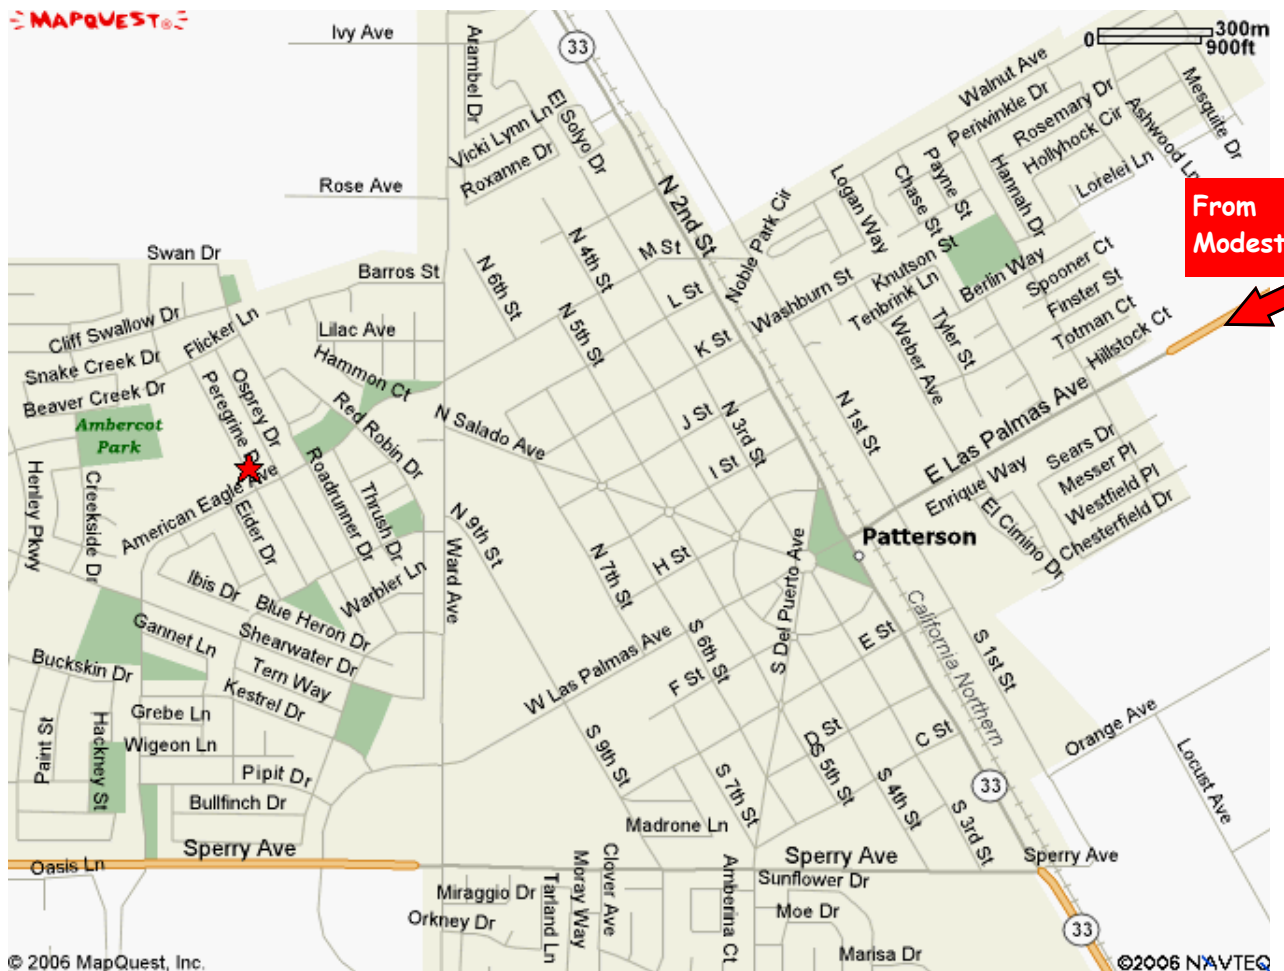 MAPQUEST®
Ivy Ave
Arambel Dr
33
0
300m
900ft
Walnut Ave
Periwinkle Dr
Rosemary Dr
Hollyhock Cir
Ashwood Ln
Mesquite Dr
El Solyo Dr
Vicki Lynn Ln
Roxanne Dr
Rose Ave
N 2nd St
Noble Park Cir
Logan Way
Chase St
Payne St
Hannah Dr
Lorelei Ln
From
Modest
Swan Dr
Barros St
N 6th St
N 4th St
M St
L St
K St
Washburn St
Knutson St
Tenbrink Ln
Berlin Way
Spooner Ct
Finster St
Totman Ct
Hillstock Ct
Cliff Swallow Dr
Flicker Ln
Lilac Ave
Hammon Ct
N 5th St
Weber Ave
Tyler St
Snake Creek Dr
Beaver Creek Dr
Peregrine D
Osprey Dr
Red Robin Dr
N Salado Ave
J St
N 3rd St
I St
N 1st St
E Las Palmas Ave
Ambercot
Park
Henley Pkwy
Creekside Dr
American Eagle Ave
Eider Dr
Roadrunner Dr
Thrush Dr
N 9th St
Ward Ave
Enrique Way
Sears Dr
Messer Pl
Westfield Pl
Chesterfield Dr
El Cimino Dr
Patterson
N 7th St
H St
S Del Puerto Ave
Ibis Dr
Blue Heron Dr
Warbler Ln
Shearwater Dr
Gannet Ln
Tern Way
Kestrel Dr
Buckskin Dr
Grebe Ln
Wigeon Ln
Paint St
Hackney St
Pipit Dr
Bullfinch Dr
W Las Palmas Ave
S 6th St
F St
E St
California Northern
S 1st St
D St
C St
Orange Ave
Locust Ave
S 9th St
S 7th St
S 5th St
S 4th St
S 3rd St
33
Madrone Ln
Sperry Ave
Sperry Ave
Sperry Ave
Oasis Ln
Miraggio Dr
Orkney Dr
Tarland Ln
Moray Way
Clover Ave
Amberina Ct
Sunflower Dr
Moe Dr
Marisa Dr
33
© 2006 MapQuest, Inc.
©2006 NAVTEQ